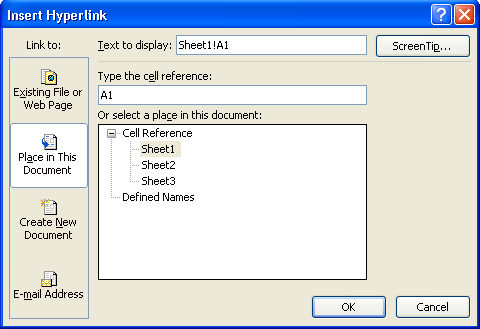 Insert Hyperlink
Link to:
Text to display: Sheet1!A1
ScreenTip...
Existing File or
Web Page
Place in This
Document
Create New
Document
E-mail Address
Type the cell reference:
A1
Or select a place in this document:
Cell Reference
Sheet1
Sheet2
Sheet3
Defined Names
OK
Cancel